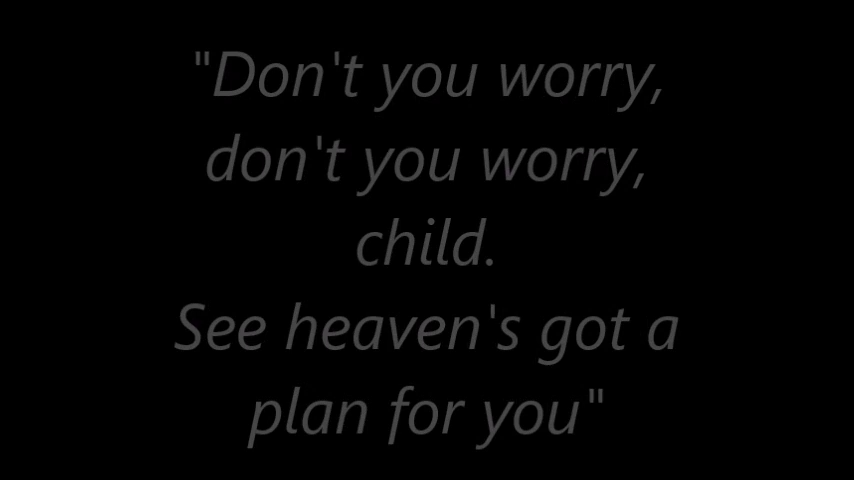 "Don't you worry,
don't you worry,
child.
See heaven's got a
plan for you"